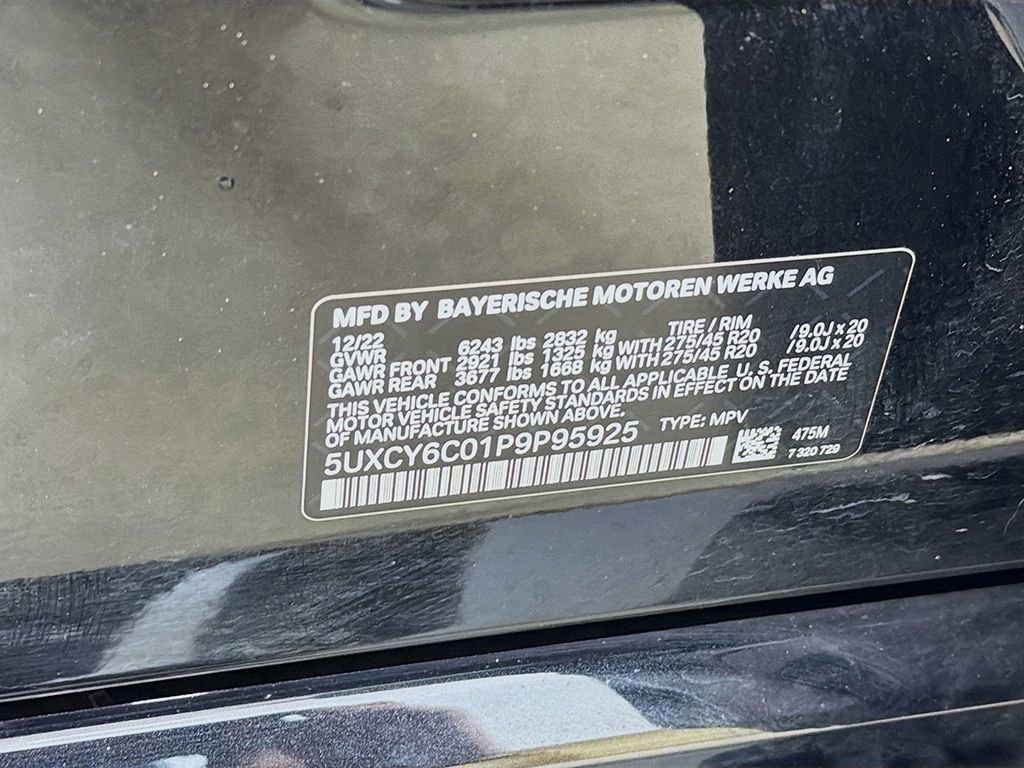 MFD BY BAYERISCHE MOTOREN WERKE AG
12/22 TIRE / RIM
GVWR 6243 lbs 2832 kg
GAWR FRONT 2921 lbs 1325 kg WITH 275/45 R20 / 9.0J x 20
GAWR REAR 3677 lbs 1668 kg WITH 275/45 R20 / 9.0J x 20
THIS VEHICLE CONFORMS TO ALL APPLICABLE U. S. FEDERAL
MOTOR VEHICLE SAFETY STANDARDS IN EFFECT ON THE DATE
OF MANUFACTURE SHOWN ABOVE.
5UXCY6C01P9P95925 TYPE: MPV
475M
7 320 729